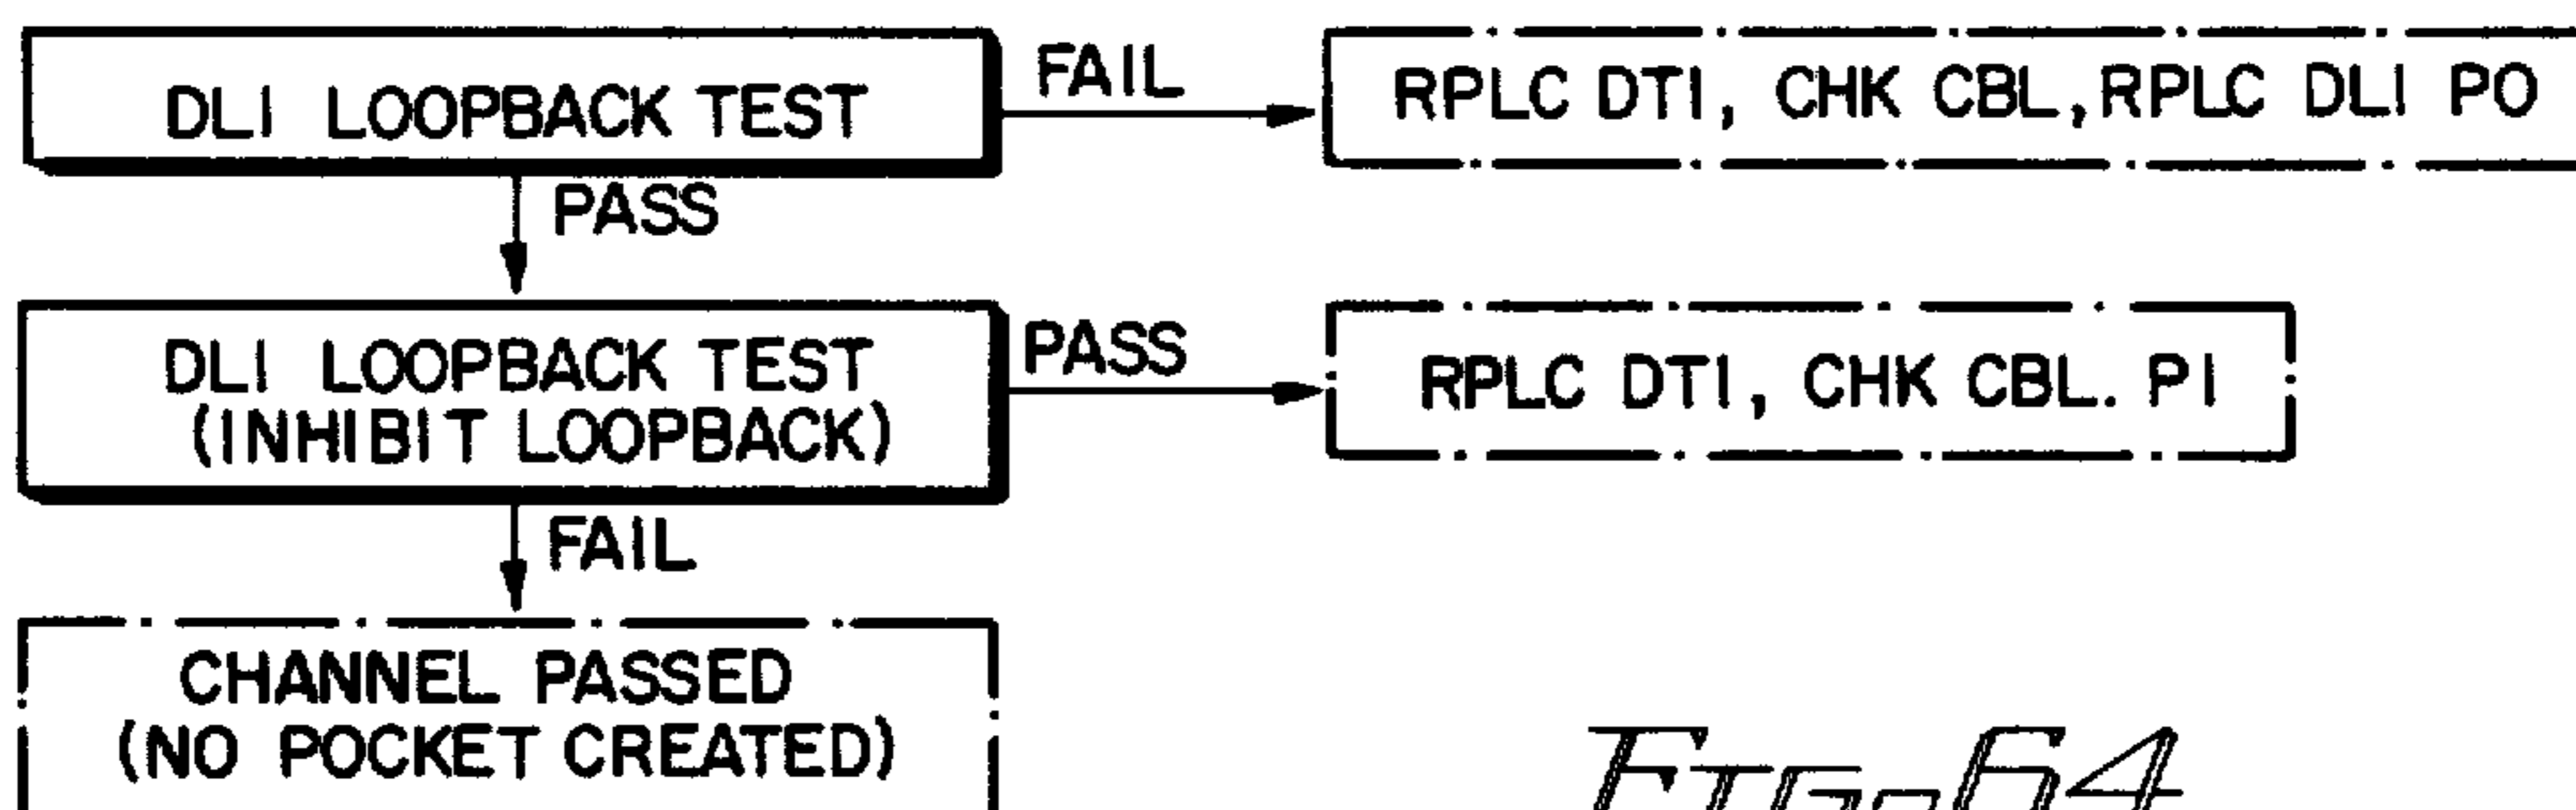 DLI LOOPBACK TEST
FAIL
RPLC DTI, CHK CBL, RPLC DLI PO
PASS
DLI LOOPBACK TEST
(INHIBIT LOOPBACK)
PASS
RPLC DTI, CHK CBL. PI
FAIL
CHANNEL PASSED
(NO POCKET CREATED)
FIG-64